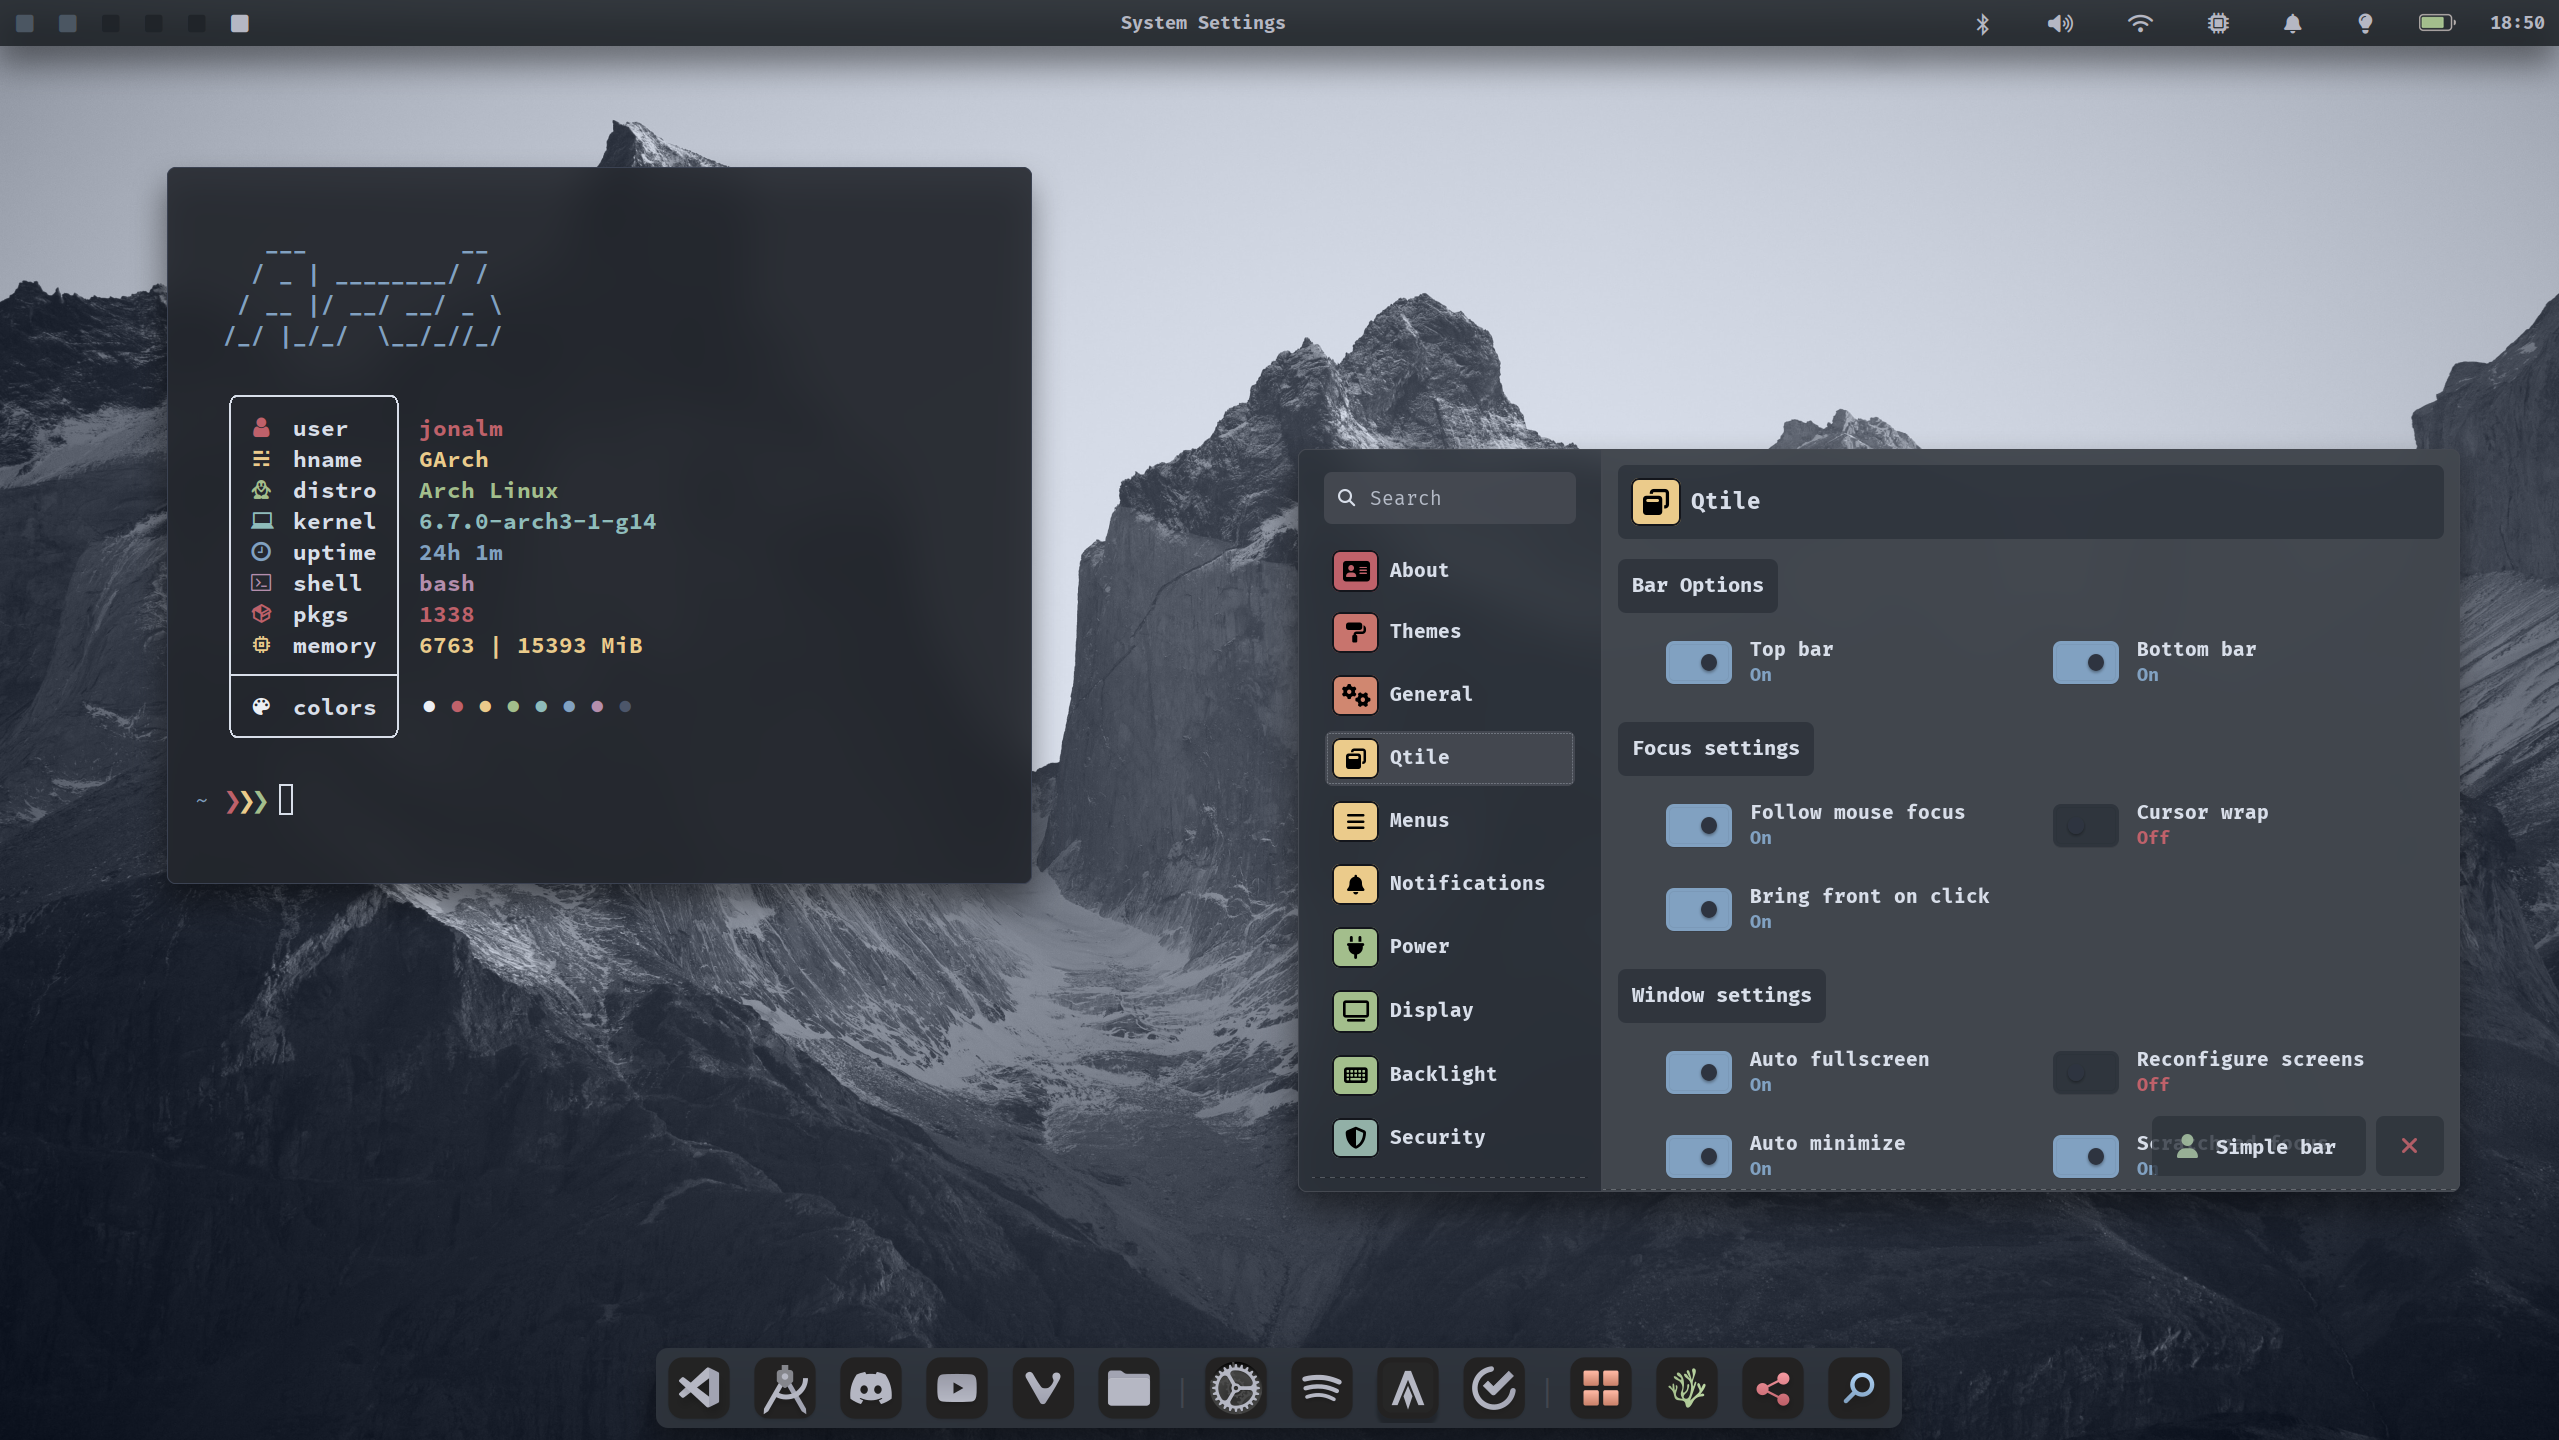 System Settings
18:50
user jonalm
hname GArch
distro Arch Linux
kernel 6.7.0-arch3-1-g14
uptime 24h 1m
shell bash
pkgs 1338
memory 6763 | 15393 MiB
colors
~ ❯❯❯
Search
About
Themes
General
Qtile
Menus
Notifications
Power
Display
Backlight
Security
Qtile
Bar Options
Top bar
On
Bottom bar
On
Focus settings
Follow mouse focus
On
Cursor wrap
Off
Bring front on click
On
Window settings
Auto fullscreen
On
Reconfigure screens
Off
Auto minimize
On
On
Simple bar